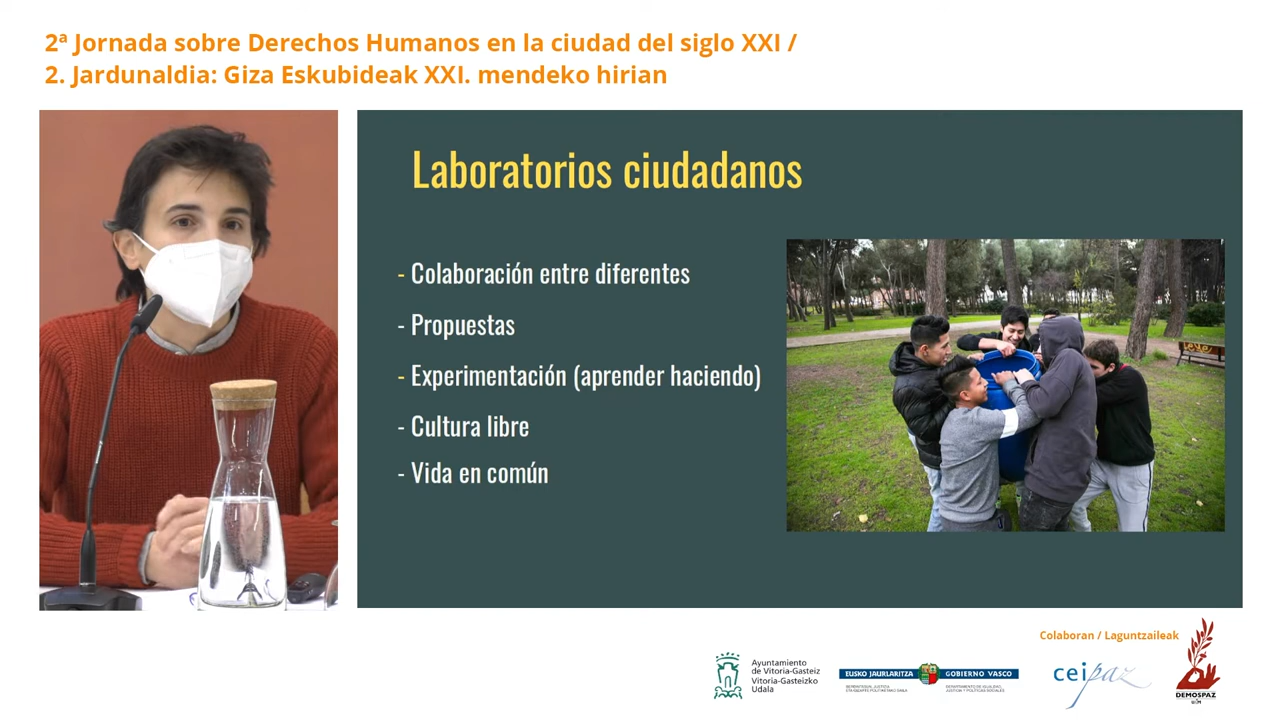 2ª Jornada sobre Derechos Humanos en la ciudad del siglo XXI /
2. Jardunaldia: Giza Eskubideak XXI. mendeko hirian
Laboratorios ciudadanos
- Colaboración entre diferentes
- Propuestas
- Experimentación (aprender haciendo)
- Cultura libre
- Vida en común
Colaboran / Laguntzaileak
Ayuntamiento
de Vitoria-Gasteiz
Vitoria-Gasteizko
Udala
EUSKO JAURLARITZA
GOBIERNO VASCO
ceipaz
DEMOSPAZ